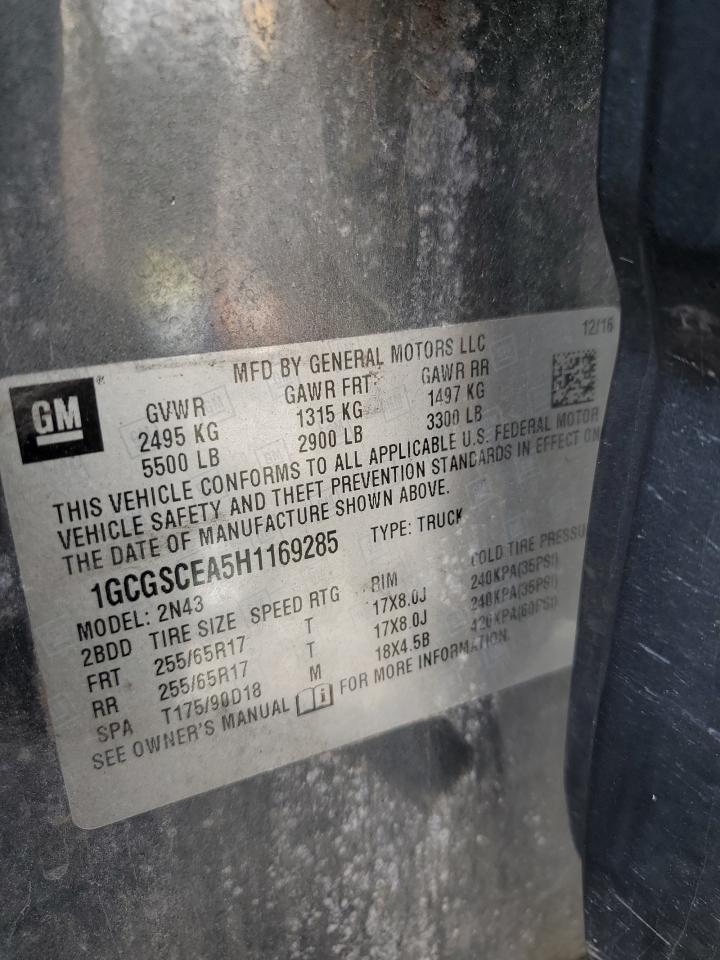 12/16
MFD BY GENERAL MOTORS LLC
GM
GVWR GAWR FRT GAWR RR
2495 KG 1315 KG 1497 KG
5500 LB 2900 LB 3300 LB
THIS VEHICLE CONFORMS TO ALL APPLICABLE U.S. FEDERAL MOTOR
VEHICLE SAFETY AND THEFT PREVENTION STANDARDS IN EFFECT ON
THE DATE OF MANUFACTURE SHOWN ABOVE.
1GCGSCEA5H1169285 TYPE: TRUCK
MODEL: 2N43
2BDD TIRE SIZE SPEED RTG RIM COLD TIRE PRESSU
FRT 255/65R17 T 17X8.0J 240KPA(35PSI)
RR 255/65R17 T 17X8.0J 240KPA(35PSI)
SPA T175/90D18 M 18X4.5B 420KPA(60PSI)
SEE OWNER'S MANUAL FOR MORE INFORMATION.